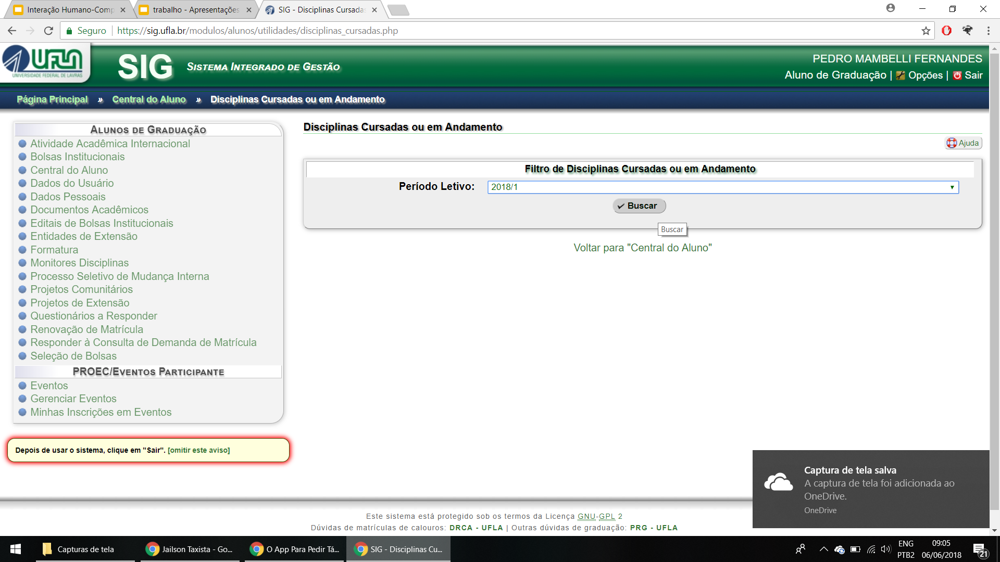 Interação Humano-Comp
trabalho - Apresentações
SIG - Disciplinas Cursadas
Seguro
https://sig.ufla.br/modulos/alunos/utilidades/disciplinas_cursadas.php
UFLA
UNIVERSIDADE FEDERAL DE LAVRAS
SIG
SISTEMA INTEGRADO DE GESTÃO
PEDRO MAMBELLI FERNANDES
Aluno de Graduação | Opções | Sair
Página Principal » Central do Aluno » Disciplinas Cursadas ou em Andamento
ALUNOS DE GRADUAÇÃO
Atividade Acadêmica Internacional
Bolsas Institucionais
Central do Aluno
Dados do Usuário
Dados Pessoais
Documentos Acadêmicos
Editais de Bolsas Institucionais
Entidades de Extensão
Formatura
Monitores Disciplinas
Processo Seletivo de Mudança Interna
Projetos Comunitários
Projetos de Extensão
Questionários a Responder
Renovação de Matrícula
Responder à Consulta de Demanda de Matrícula
Seleção de Bolsas
PROEC/EVENTOS PARTICIPANTE
Eventos
Gerenciar Eventos
Minhas Inscrições em Eventos
Depois de usar o sistema, clique em "Sair". [omitir este aviso]
Disciplinas Cursadas ou em Andamento
Ajuda
Filtro de Disciplinas Cursadas ou em Andamento
Período Letivo: 2018/1
Buscar
Buscar
Voltar para "Central do Aluno"
Captura de tela salva
A captura de tela foi adicionada ao
OneDrive.
OneDrive
Este sistema está protegido sob os termos da Licença GNU-GPL 2
Dúvidas de matrículas de calouros: DRCA - UFLA | Outras dúvidas de graduação: PRG - UFLA
Capturas de tela
Jailson Taxista - Go...
O App Para Pedir Tá...
SIG - Disciplinas Cu...
ENG
PTB2
09:05
06/06/2018
21